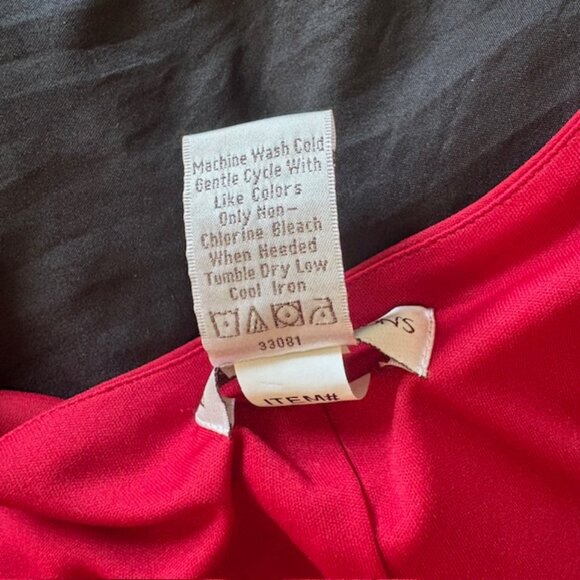 Machine Wash Cold
Gentle Cycle With
Like Colors
Only Non-
Chlorine Bleach
When Needed
Tumble Dry Low
Cool Iron
33081
ITEM#